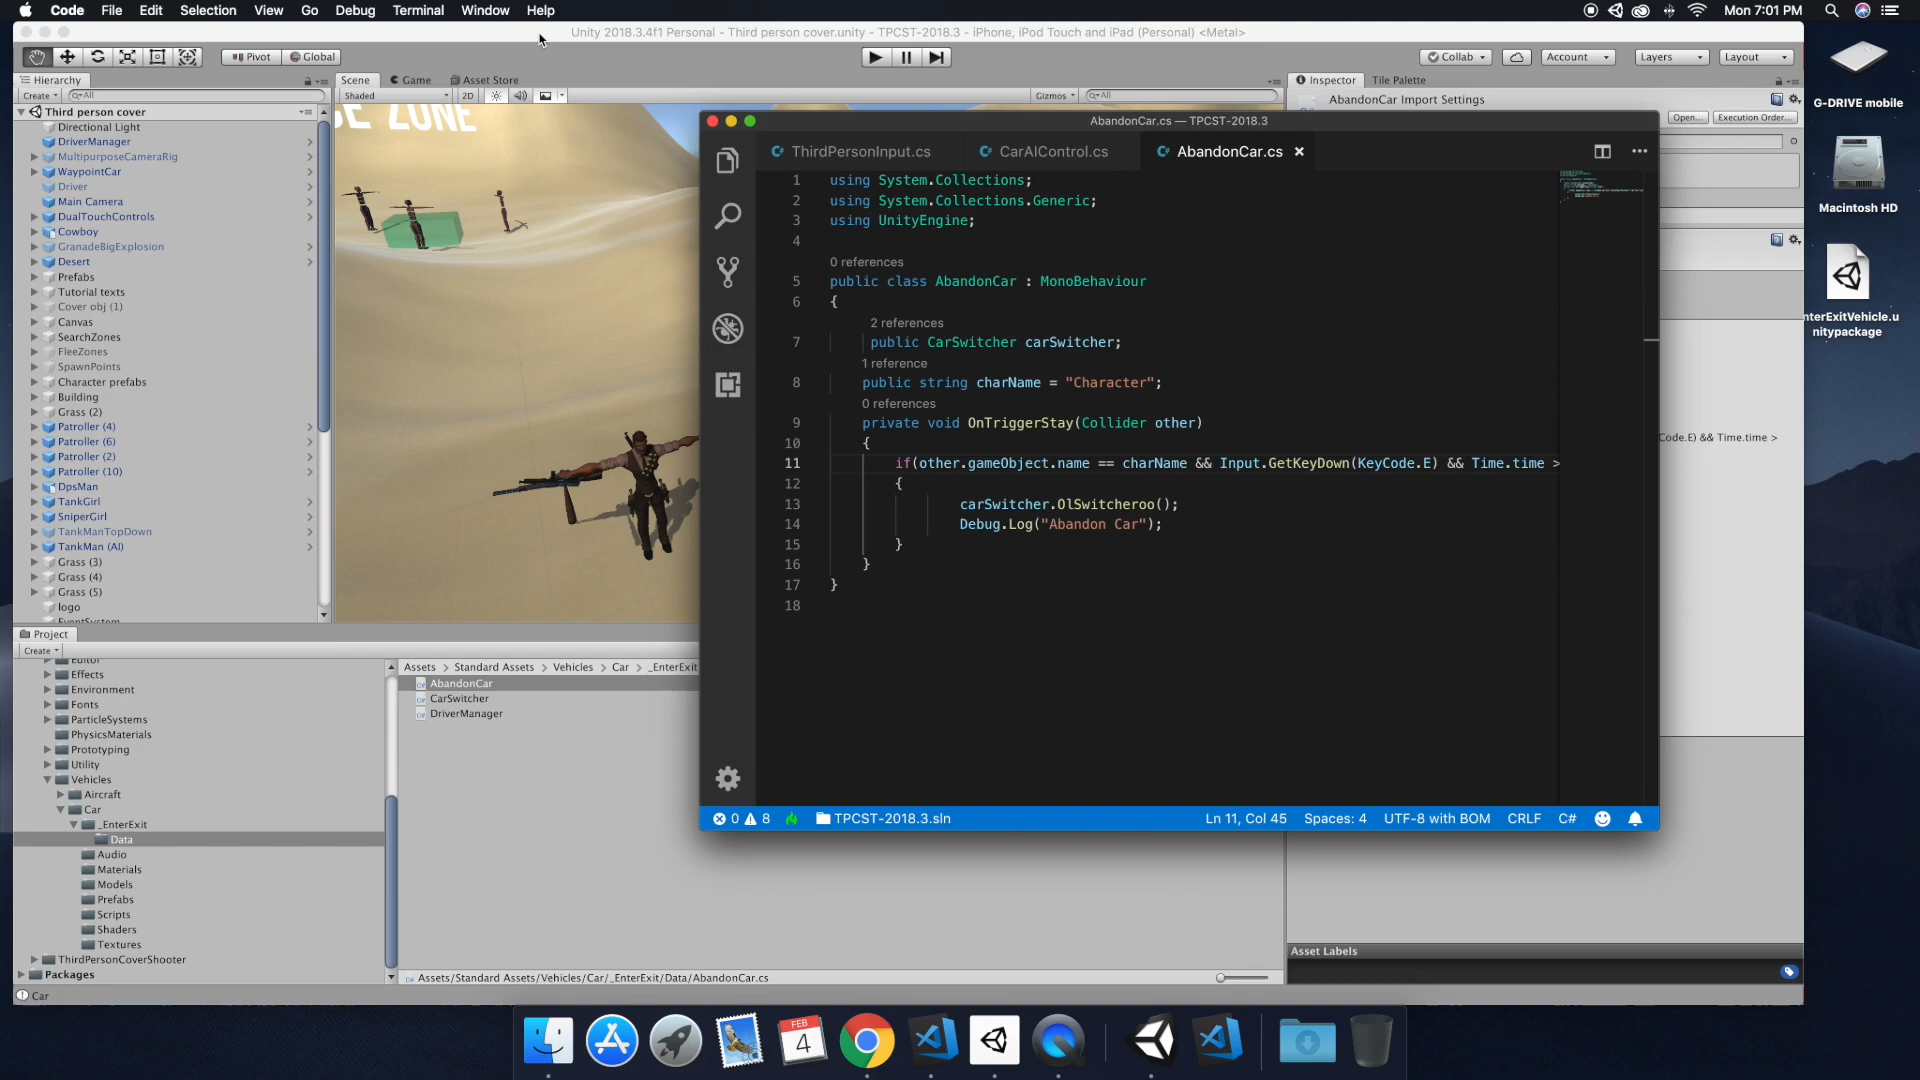 Code File Edit Selection View Go Debug Terminal Window Help Mon 7:01 PM
Unity 2018.3.4f1 Personal - Third person cover.unity - TPCST-2018.3 - iPhone, iPod Touch and iPad (Personal) <Metal>
Pivot Global Collab Account Layers Layout
Hierarchy Scene Game Asset Store Inspector Tile Palette
Create All Shaded 2D Gizmos All AbandonCar Import Settings
Open... Execution Order...
Third person cover
Directional Light
DriverManager
MultipurposeCameraRig
WaypointCar
Driver
Main Camera
DualTouchControls
Cowboy
GranadeBigExplosion
Desert
Prefabs
Tutorial texts
Cover obj (1)
Canvas
SearchZones
FleeZones
SpawnPoints
Character prefabs
Building
Grass (2)
Patroller (4)
Patroller (6)
Patroller (2)
Patroller (10)
DpsMan
TankGirl
SniperGirl
TankManTopDown
TankMan (AI)
Grass (3)
Grass (4)
Grass (5)
logo
EventSystem
ZONE
AbandonCar.cs — TPCST-2018.3
ThirdPersonInput.cs CarAIControl.cs AbandonCar.cs
1 using System.Collections;
2 using System.Collections.Generic;
3 using UnityEngine;
4
0 references
5 public class AbandonCar : MonoBehaviour
6 {
2 references
7 public CarSwitcher carSwitcher;
1 reference
8 public string charName = "Character";
0 references
9 private void OnTriggerStay(Collider other)
10 {
11 if(other.gameObject.name == charName && Input.GetKeyDown(KeyCode.E) && Time.time >
12 {
13 carSwitcher.OlSwitcheroo();
14 Debug.Log("Abandon Car");
15 }
16 }
17 }
18
0 8 TPCST-2018.3.sln Ln 11, Col 45 Spaces: 4 UTF-8 with BOM CRLF C#
Code.E) && Time.time >
Project
Create
Editor
Effects
Environment
Fonts
ParticleSystems
PhysicsMaterials
Prototyping
Utility
Vehicles
Aircraft
Car
_EnterExit
Data
Audio
Materials
Models
Prefabs
Scripts
Shaders
Textures
ThirdPersonCoverShooter
Packages
Assets > Standard Assets > Vehicles > Car > _EnterExit
AbandonCar
CarSwitcher
DriverManager
Assets/Standard Assets/Vehicles/Car/_EnterExit/Data/AbandonCar.cs
Asset Labels
Car
G-DRIVE mobile
Macintosh HD
nterExitVehicle.u
nitypackage
FEB
4